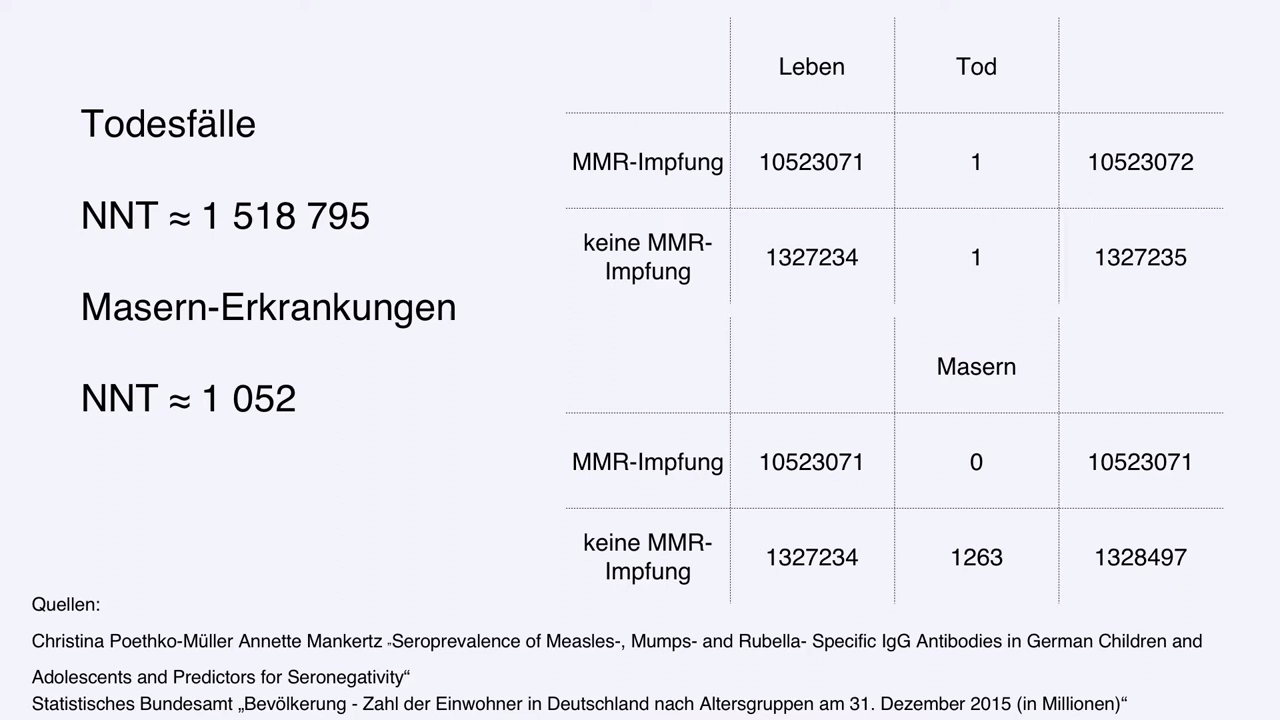 Todesfälle
NNT ≈ 1 518 795
Masern-Erkrankungen
NNT ≈ 1 052
Leben Tod
MMR-Impfung 10523071 1 10523072
keine MMR-
Impfung 1327234 1 1327235
Masern
MMR-Impfung 10523071 0 10523071
keine MMR-
Impfung 1327234 1263 1328497
Quellen:
Christina Poethko-Müller Annette Mankertz „Seroprevalence of Measles-, Mumps- and Rubella- Specific IgG Antibodies in German Children and
Adolescents and Predictors for Seronegativity“
Statistisches Bundesamt „Bevölkerung - Zahl der Einwohner in Deutschland nach Altersgruppen am 31. Dezember 2015 (in Millionen)“